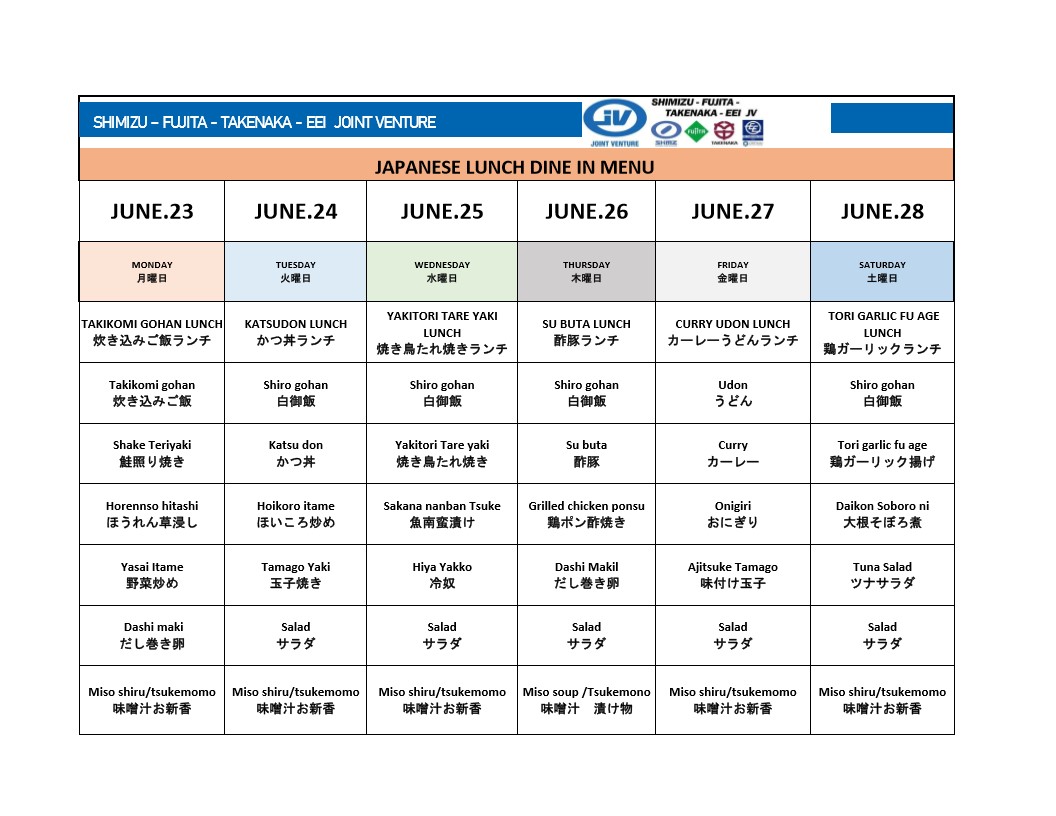 SHIMIZU – FUJITA - TAKENAKA - EEI JOINT VENTURE
JV
JOINT VENTURE
SHIMIZU - FUJITA -
TAKENAKA - EEI JV
SHIMZ
Fujita
TAKENAKA
JAPANESE LUNCH DINE IN MENU
JUNE.23
JUNE.24
JUNE.25
JUNE.26
JUNE.27
JUNE.28
MONDAY
月曜日
TUESDAY
火曜日
WEDNESDAY
水曜日
THURSDAY
木曜日
FRIDAY
金曜日
SATURDAY
土曜日
TAKIKOMI GOHAN LUNCH
炊き込みご飯ランチ
KATSUDON LUNCH
かつ丼ランチ
YAKITORI TARE YAKI
LUNCH
焼き鳥たれ焼きランチ
SU BUTA LUNCH
酢豚ランチ
CURRY UDON LUNCH
カーレーうどんランチ
TORI GARLIC FU AGE
LUNCH
鶏ガーリックランチ
Takikomi gohan
炊き込みご飯
Shiro gohan
白御飯
Shiro gohan
白御飯
Shiro gohan
白御飯
Udon
うどん
Shiro gohan
白御飯
Shake Teriyaki
鮭照り焼き
Katsu don
かつ丼
Yakitori Tare yaki
焼き鳥たれ焼き
Su buta
酢豚
Curry
カーレー
Tori garlic fu age
鶏ガーリック揚げ
Horennso hitashi
ほうれん草浸し
Hoikoro itame
ほいころ炒め
Sakana nanban Tsuke
魚南蛮漬け
Grilled chicken ponsu
鶏ポン酢焼き
Onigiri
おにぎり
Daikon Soboro ni
大根そぼろ煮
Yasai Itame
野菜炒め
Tamago Yaki
玉子焼き
Hiya Yakko
冷奴
Dashi Makil
だし巻き卵
Ajitsuke Tamago
味付け玉子
Tuna Salad
ツナサラダ
Dashi maki
だし巻き卵
Salad
サラダ
Salad
サラダ
Salad
サラダ
Salad
サラダ
Salad
サラダ
Miso shiru/tsukemomo
味噌汁お新香
Miso shiru/tsukemomo
味噌汁お新香
Miso shiru/tsukemomo
味噌汁お新香
Miso soup /Tsukemono
味噌汁　漬け物
Miso shiru/tsukemomo
味噌汁お新香
Miso shiru/tsukemomo
味噌汁お新香